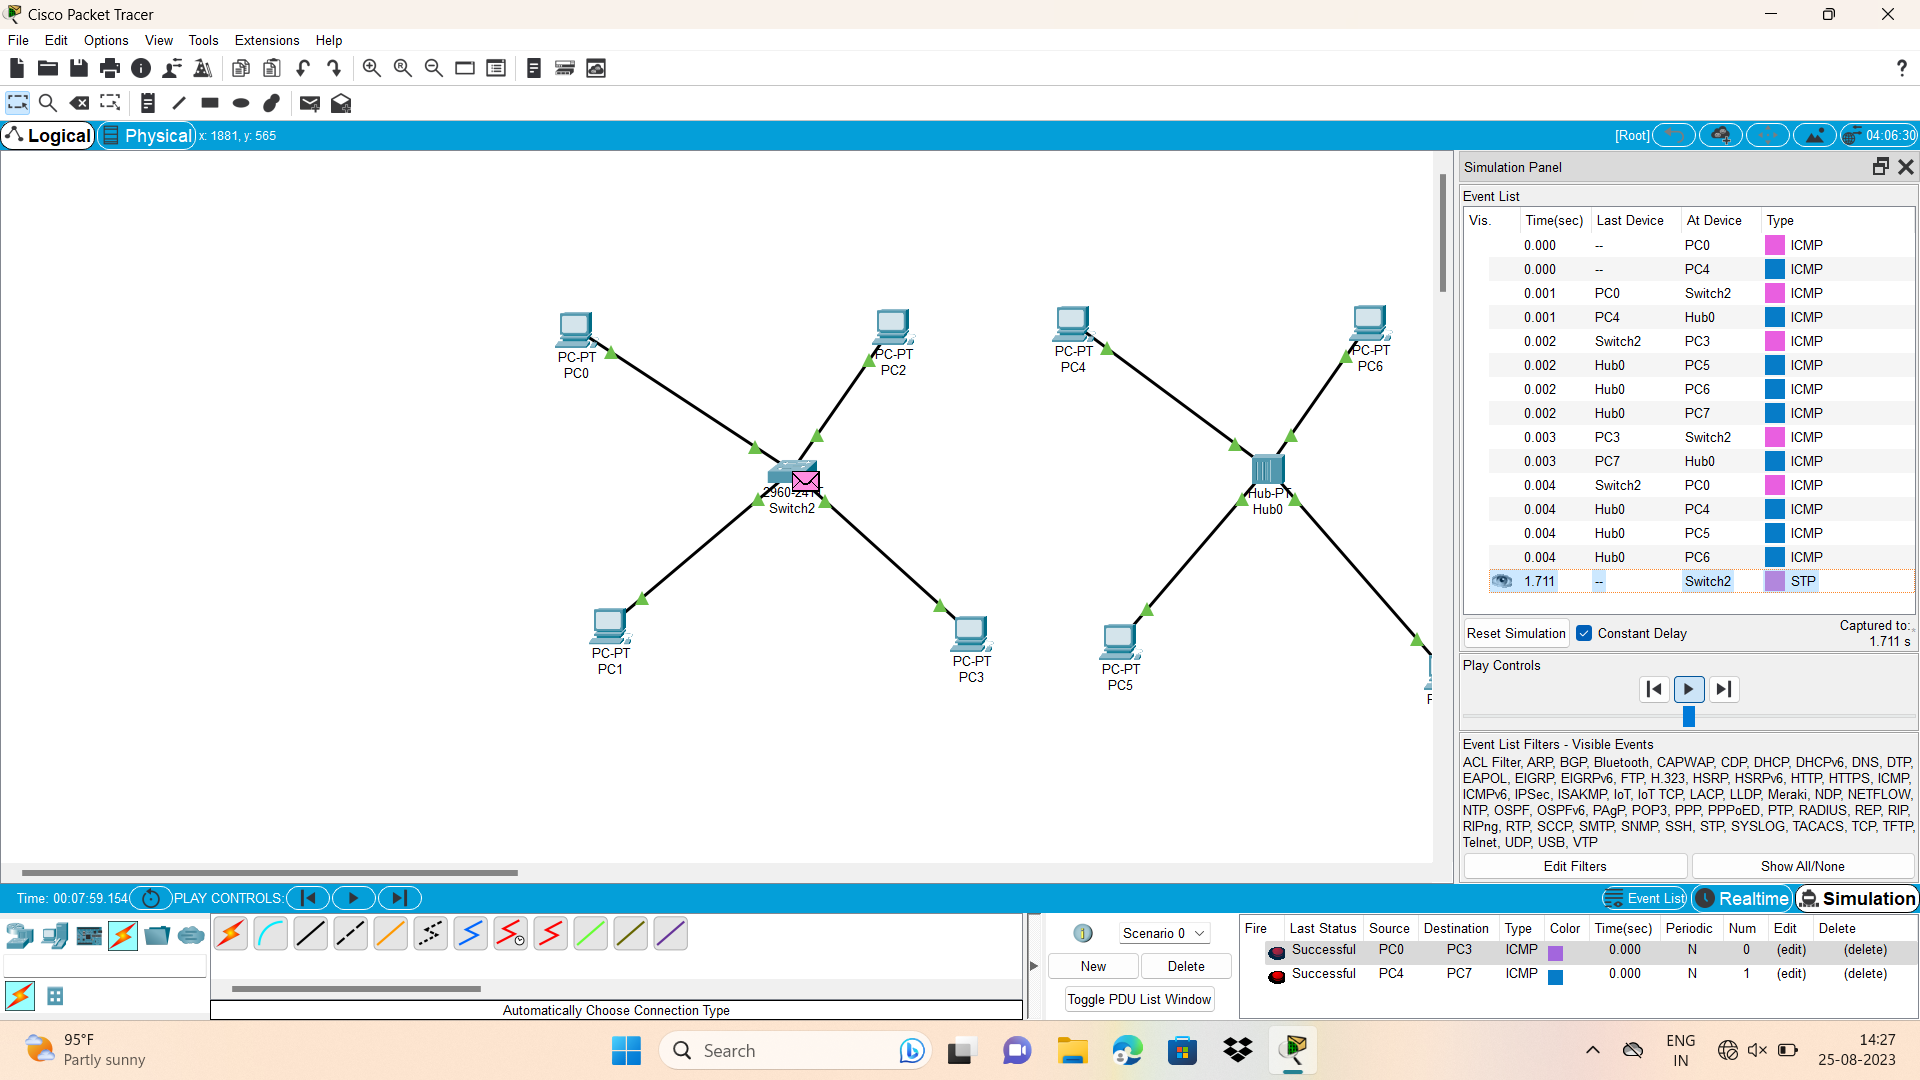 Cisco Packet Tracer
File Edit Options View Tools Extensions Help
Logical Physical x: 1881, y: 565 [Root] 04:06:30
PC-PT
PC0
PC-PT
PC2
PC-PT
PC4
PC-PT
PC6
Switch2
Hub-PT
Hub0
PC-PT
PC1
PC-PT
PC3
PC-PT
PC5
Simulation Panel
Event List
Vis. Time(sec) Last Device At Device Type
0.000 -- PC0 ICMP
0.000 -- PC4 ICMP
0.001 PC0 Switch2 ICMP
0.001 PC4 Hub0 ICMP
0.002 Switch2 PC3 ICMP
0.002 Hub0 PC5 ICMP
0.002 Hub0 PC6 ICMP
0.002 Hub0 PC7 ICMP
0.003 PC3 Switch2 ICMP
0.003 PC7 Hub0 ICMP
0.004 Switch2 PC0 ICMP
0.004 Hub0 PC4 ICMP
0.004 Hub0 PC5 ICMP
0.004 Hub0 PC6 ICMP
1.711 -- Switch2 STP
Reset Simulation Constant Delay Captured to:
1.711 s
Play Controls
Event List Filters - Visible Events
ACL Filter, ARP, BGP, Bluetooth, CAPWAP, CDP, DHCP, DHCPv6, DNS, DTP,
EAPOL, EIGRP, EIGRPv6, FTP, H.323, HSRP, HSRPv6, HTTP, HTTPS, ICMP,
ICMPv6, IPSec, ISAKMP, IoT, IoT TCP, LACP, LLDP, Meraki, NDP, NETFLOW,
NTP, OSPF, OSPFv6, PAgP, POP3, PPP, PPPoED, PTP, RADIUS, REP, RIP,
RIPng, RTP, SCCP, SMTP, SNMP, SSH, STP, SYSLOG, TACACS, TCP, TFTP,
Telnet, UDP, USB, VTP
Edit Filters Show All/None
Time: 00:07:59.154 PLAY CONTROLS: Event List Realtime Simulation
Automatically Choose Connection Type
Scenario 0
New Delete
Toggle PDU List Window
Fire Last Status Source Destination Type Color Time(sec) Periodic Num Edit Delete
Successful PC0 PC3 ICMP 0.000 N 0 (edit) (delete)
Successful PC4 PC7 ICMP 0.000 N 1 (edit) (delete)
95°F
Partly sunny
Search
ENG
IN
14:27
25-08-2023